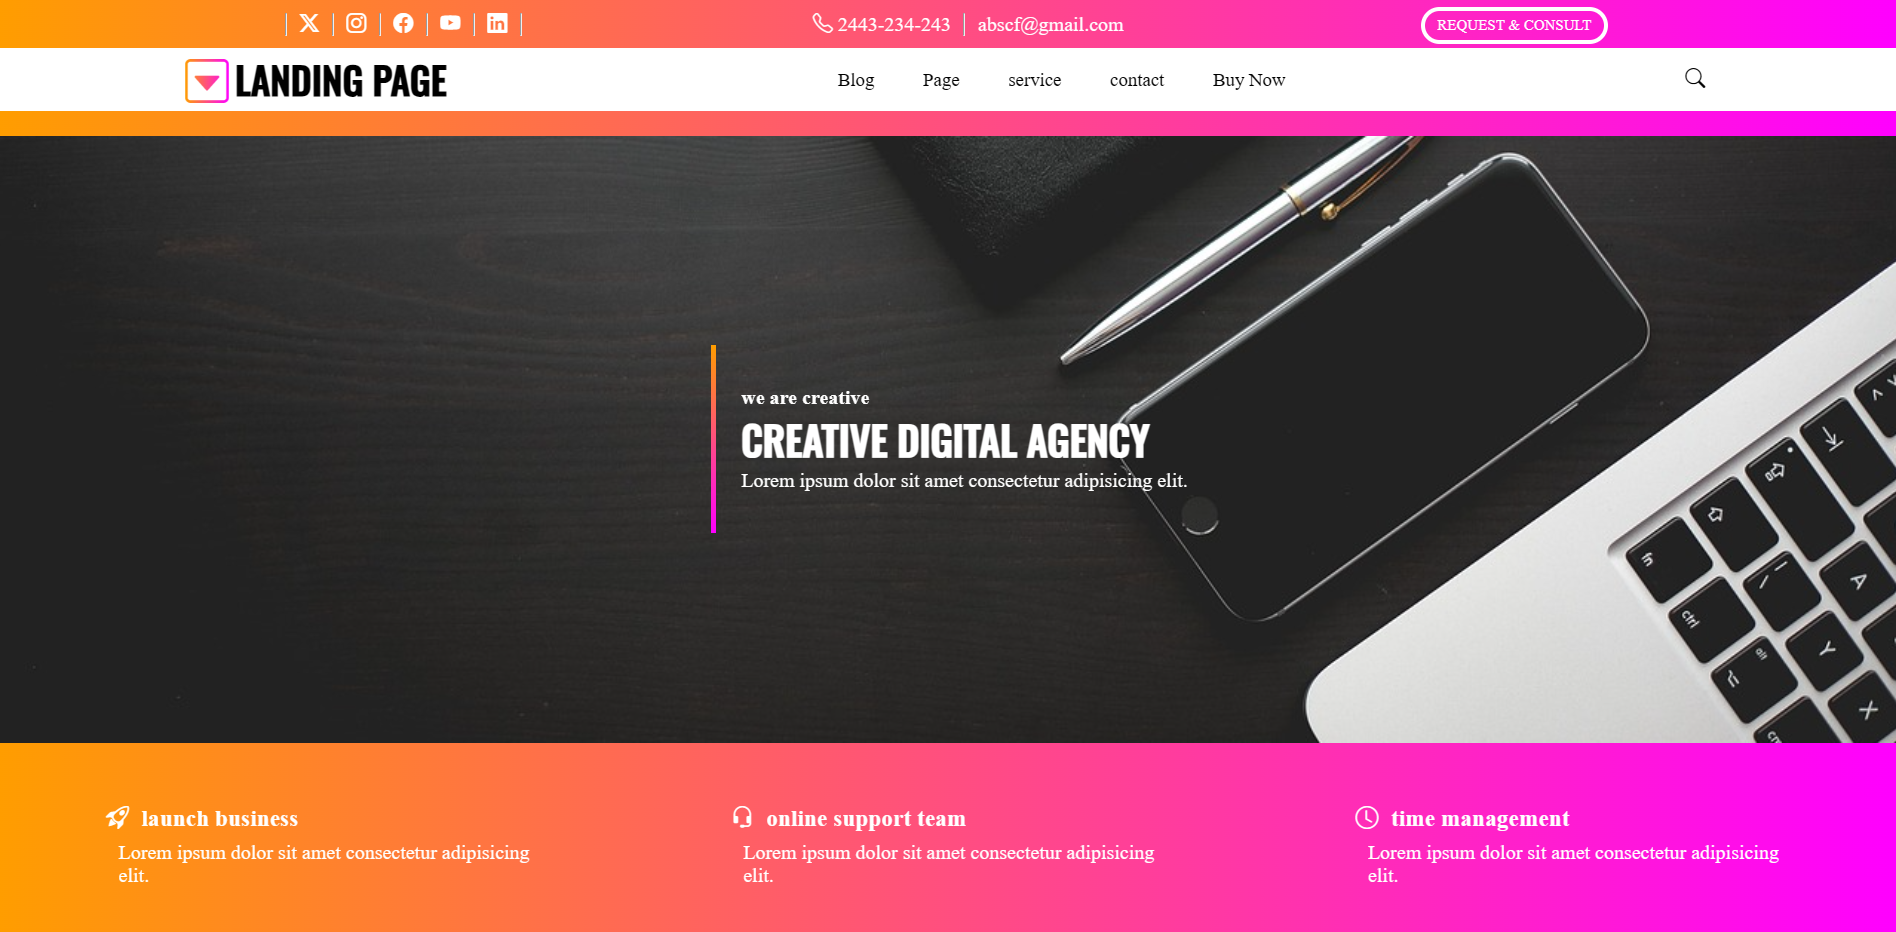 2443-234-243 abscf@gmail.com REQUEST & CONSULT
LANDING PAGE Blog Page service contact Buy Now
we are creative
CREATIVE DIGITAL AGENCY
Lorem ipsum dolor sit amet consectetur adipisicing elit.
launch business
Lorem ipsum dolor sit amet consectetur adipisicing
elit.
online support team
Lorem ipsum dolor sit amet consectetur adipisicing
elit.
time management
Lorem ipsum dolor sit amet consectetur adipisicing
elit.
fn
ctrl
alt
A
Y
X